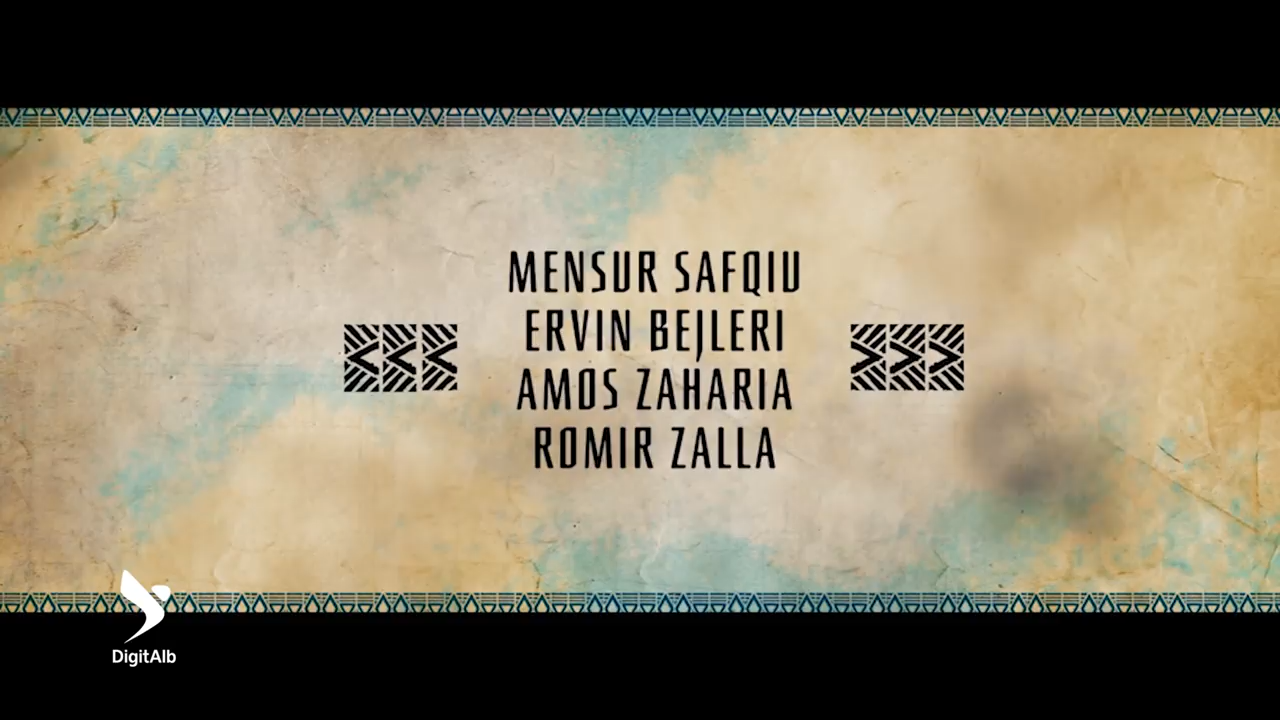 MENSUR SAFQIU
ERVIN BEJLERI
AMOS ZAHARIA
ROMIR ZALLA
DigitAlb